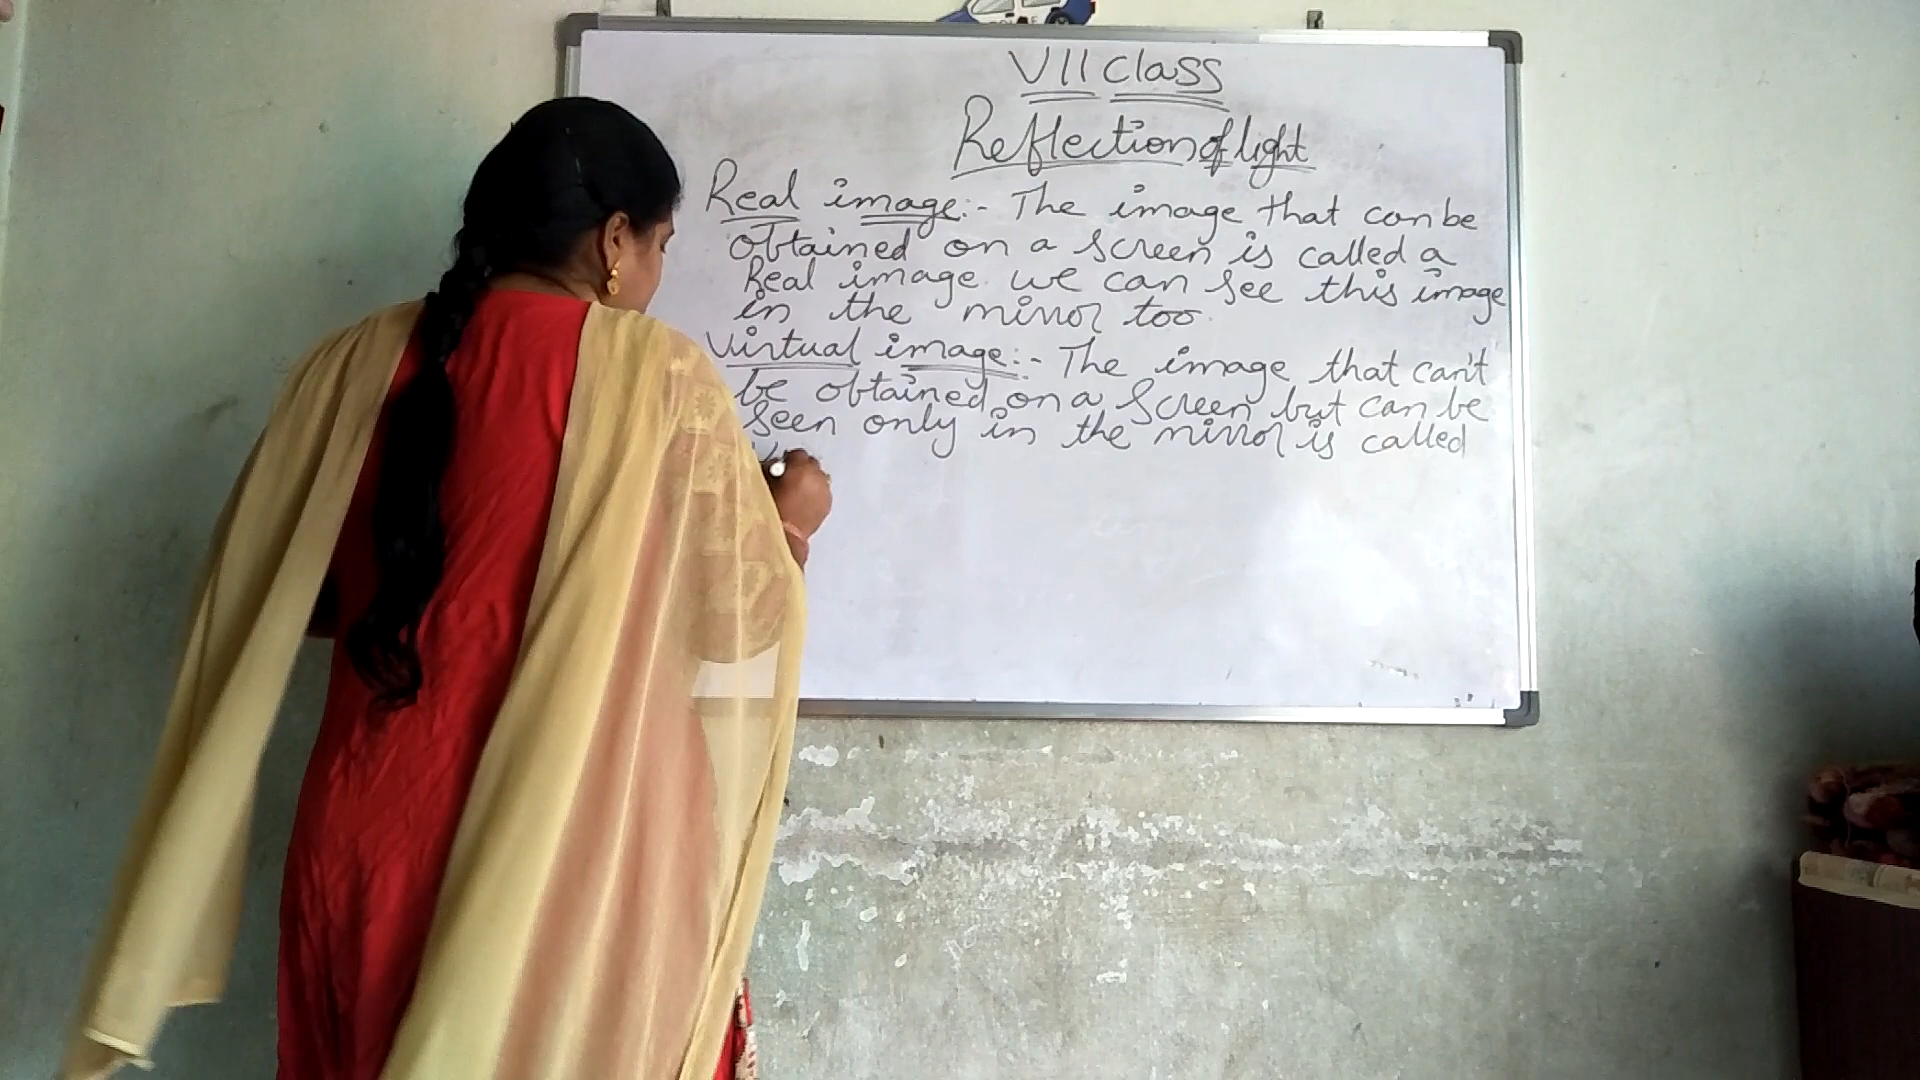 VII Class
Reflection of light
Real image:- The image that can be
obtained on a screen is called a
Real image. we can see this image
in the mirror too.
Virtual image:- The image that can't
be obtained on a screen but can be
seen only in the mirror is called